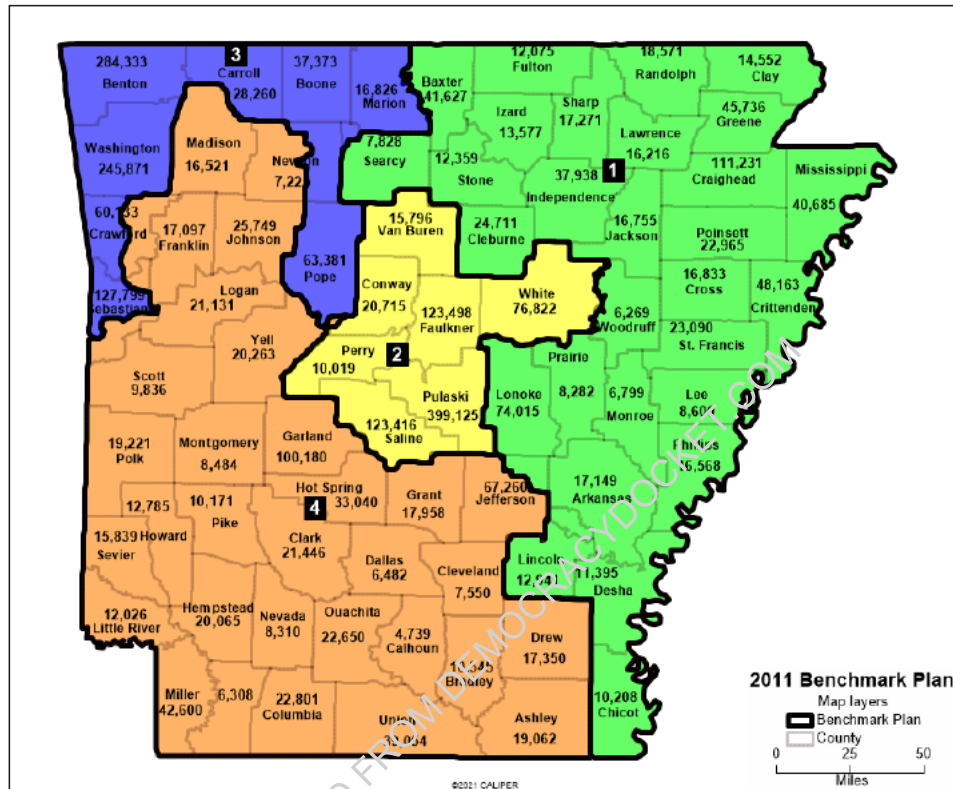 3
284,333
Benton
Carroll
28,260
37,373
Boone
16,826
Marion
Baxter
41,627
12,075
Fulton
18,571
Randolph
14,552
Clay
Izard
13,577
Sharp
17,271
45,736
Greene
Lawrence
16,216
Washington
245,871
Madison
16,521
7,828
Searcy
12,359
Stone
37,938
1
Independence
111,231
Craighead
Mississippi
40,685
Crawford
17,097
Franklin
25,749
Johnson
63,381
Pope
15,796
Van Buren
24,711
Cleburne
16,755
Jackson
Poinsett
22,965
127,799
Logan
21,131
Conway
20,715
123,498
Faulkner
White
76,822
16,833
Cross
48,163
Crittenden
6,269
Woodruff
23,090
St. Francis
Yell
20,263
Perry
10,019
2
Scott
9,836
Pulaski
399,125
123,416
Saline
Lonoke
74,015
Prairie
8,282
6,799
Monroe
Lee
Phillips
19,221
Polk
Montgomery
8,484
Garland
100,180
Hot Spring
33,040
4
Grant
17,958
67,260
Jefferson
17,149
Arkansas
12,785
Howard
10,171
Pike
15,839
Sevier
Clark
21,446
Dallas
6,482
Cleveland
7,550
Lincoln
11,395
Desha
12,026
Little River
Hempstead
20,065
Nevada
8,310
Ouachita
22,650
4,739
Calhoun
Bradley
Drew
17,350
Miller
42,600
6,308
22,801
Columbia
Union
Ashley
19,062
10,208
Chicot
2011 Benchmark Plan
Map layers
Benchmark Plan
County
0 25 50
Miles
©2021 CALIPER
FROM DEMOCRACYDOCKET.COM